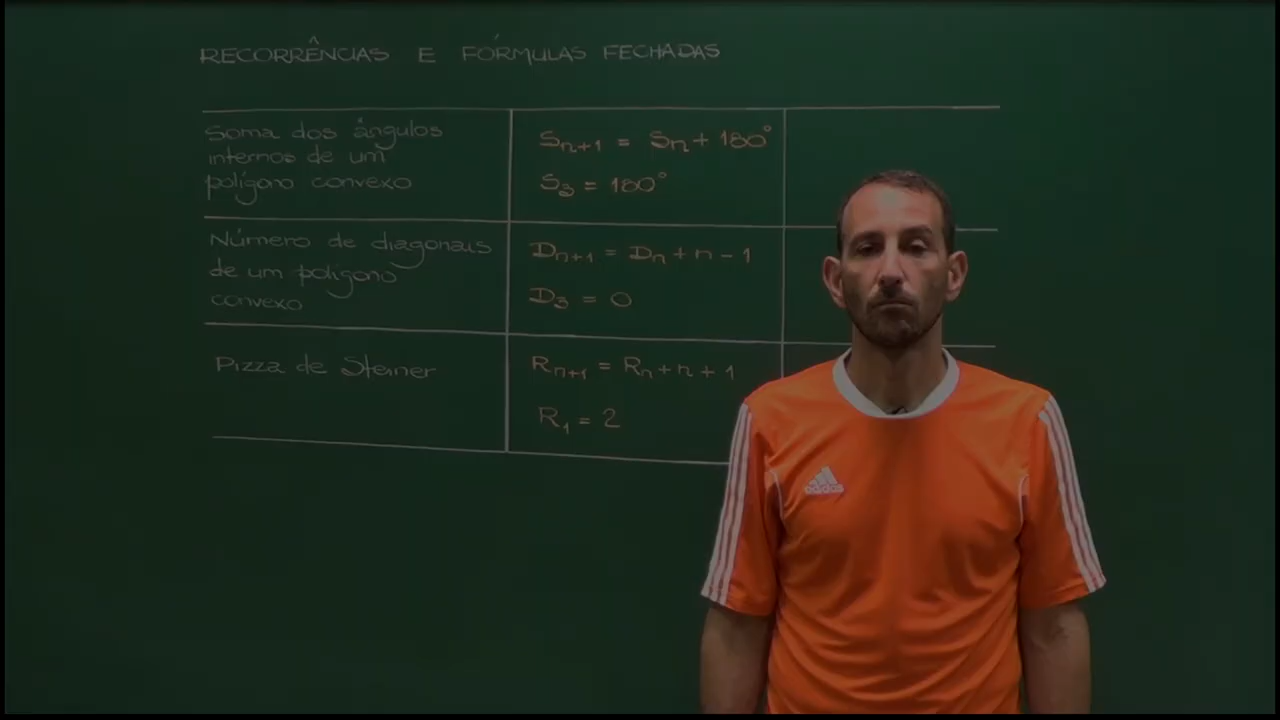 RECORRÊNCIAS E FÓRMULAS FECHADAS
Soma dos ângulos
internos de um
polígono convexo
Sₙ₊₁ = Sₙ + 180°
S₃ = 180°
Número de diagonais
de um polígono
convexo
Dₙ₊₁ = Dₙ + n - 1
D₃ = 0
Pizza de Steiner
Rₙ₊₁ = Rₙ + n + 1
R₁ = 2
adidas